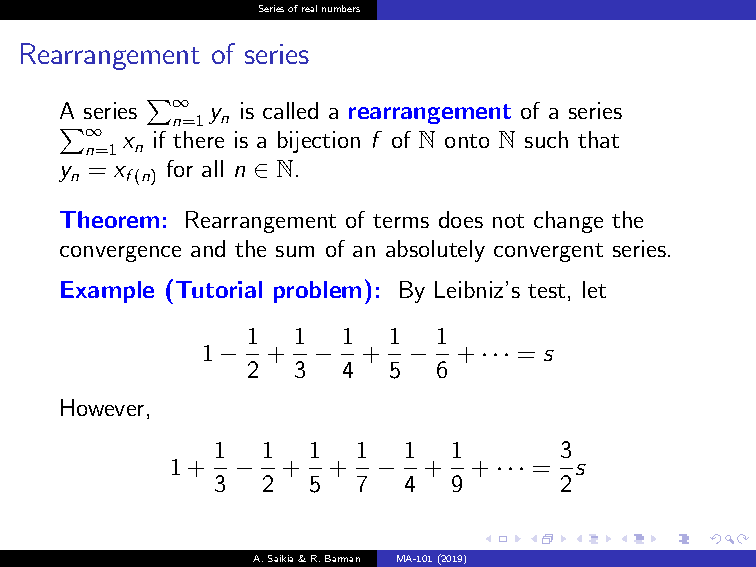 Series of real numbers
Rearrangement of series
A series ∑_{n=1}^{∞} y_n is called a rearrangement of a series
∑_{n=1}^{∞} x_n if there is a bijection f of ℕ onto ℕ such that
y_n = x_{f(n)} for all n ∈ ℕ.
Theorem: Rearrangement of terms does not change the
convergence and the sum of an absolutely convergent series.
Example (Tutorial problem): By Leibniz's test, let
1 − 1/2 + 1/3 − 1/4 + 1/5 − 1/6 + ⋯ = s
However,
1 + 1/3 − 1/2 + 1/5 + 1/7 − 1/4 + 1/9 + ⋯ = 3/2 s
A. Saikia & R. Barman MA-101 (2019)